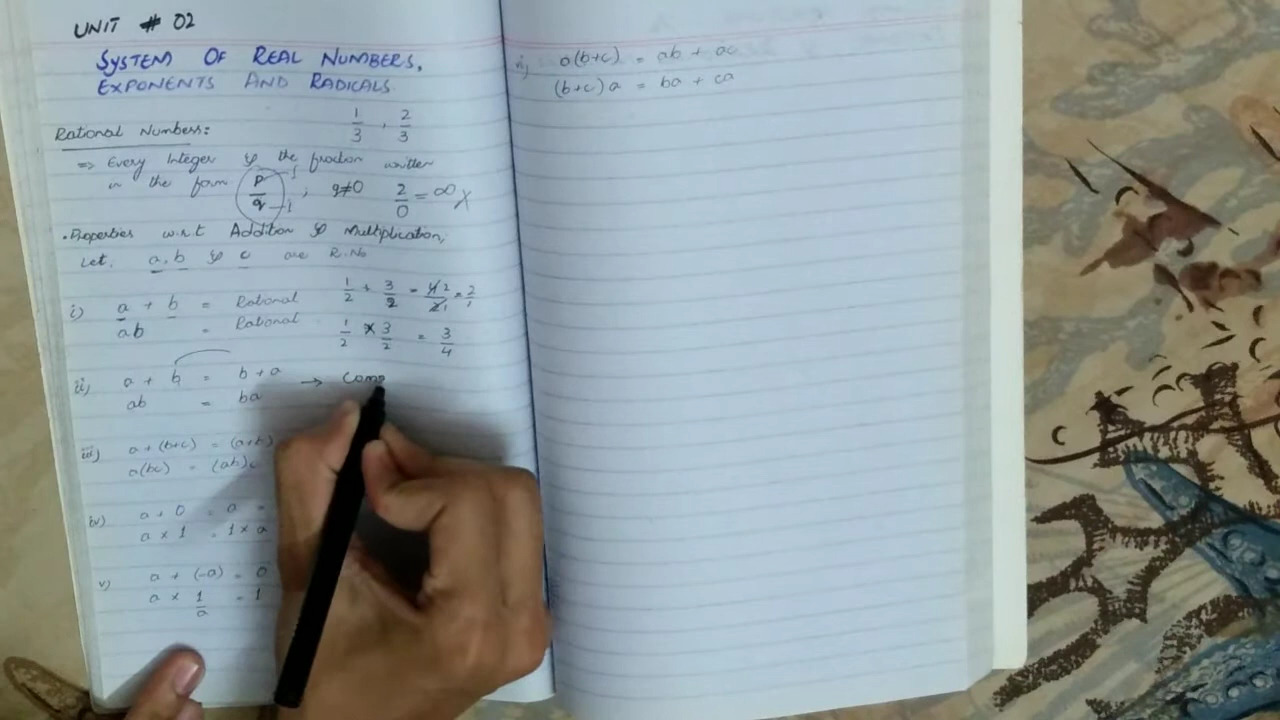 UNIT # 02
SYSTEM OF REAL NUMBERS,
EXPONENTS AND RADICALS.
Rational Numbers: 1/3 , 2/3
=> Every Integer & the fraction written
in the form p/q , q≠0 2/0 = ∞ X
. Properties w.r.t Addition & Multiplication,
Let, a, b & c are R.No
i) a + b = Rational 1/2 + 3/2 = 4/2 = 2/1
ab = Rational 1/2 × 3/2 = 3/4
ii) a + b = b + a → Com
ab = ba
iii) a + (b+c) = (a+b)
a(bc) = (ab)c
iv) a + 0 = a =
a × 1 = 1 × a
v) a + (-a) = 0
a × 1/a = 1
a(b+c) = ab + ac
(b+c) a = ba + ca